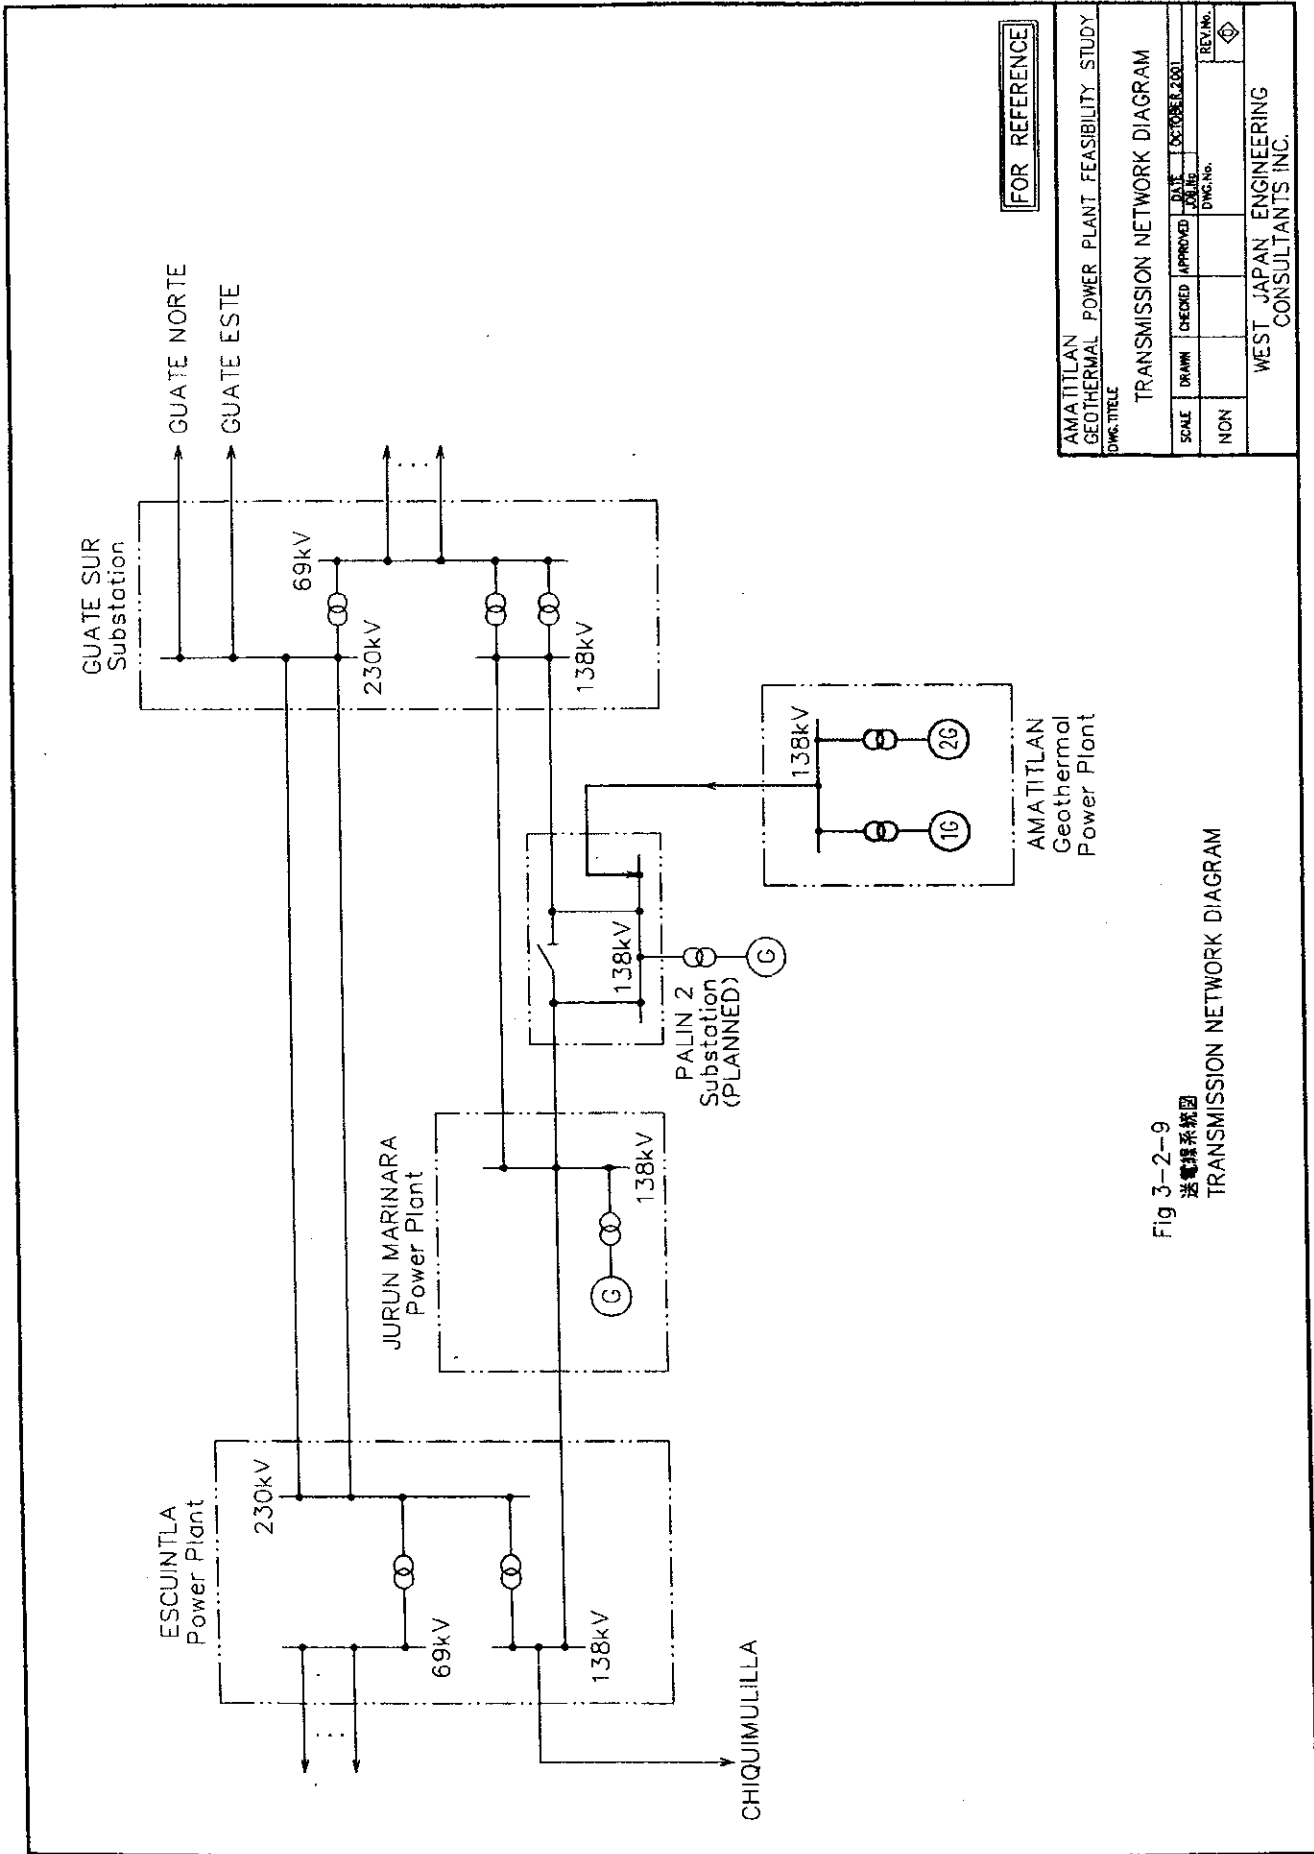 GUATE NORTE
GUATE ESTE
GUATE SUR
Substation
69kV
230kV
138kV
ESCUINTLA
Power Plant
230kV
69kV
138kV
CHIQUIMULILLA
JURUN MARINARA
Power Plant
138kV
G
PALIN 2
Substation
(PLANNED)
138kV
G
138kV
1G
2G
AMATITLAN
Geothermal
Power Plont
Fig 3-2-9
送電線系統図
TRANSMISSION NETWORK DIAGRAM
FOR REFERENCE
AMATITLAN
GEOTHERMAL POWER PLANT FEASIBILITY STUDY
DWG.TITELE
TRANSMISSION NETWORK DIAGRAM
SCALE DRAWN CHECKED APPROVED DATE OCTOBER.2001
JOB.No
NON DWG.No. REV.No.
0
WEST JAPAN ENGINEERING
CONSULTANTS INC.